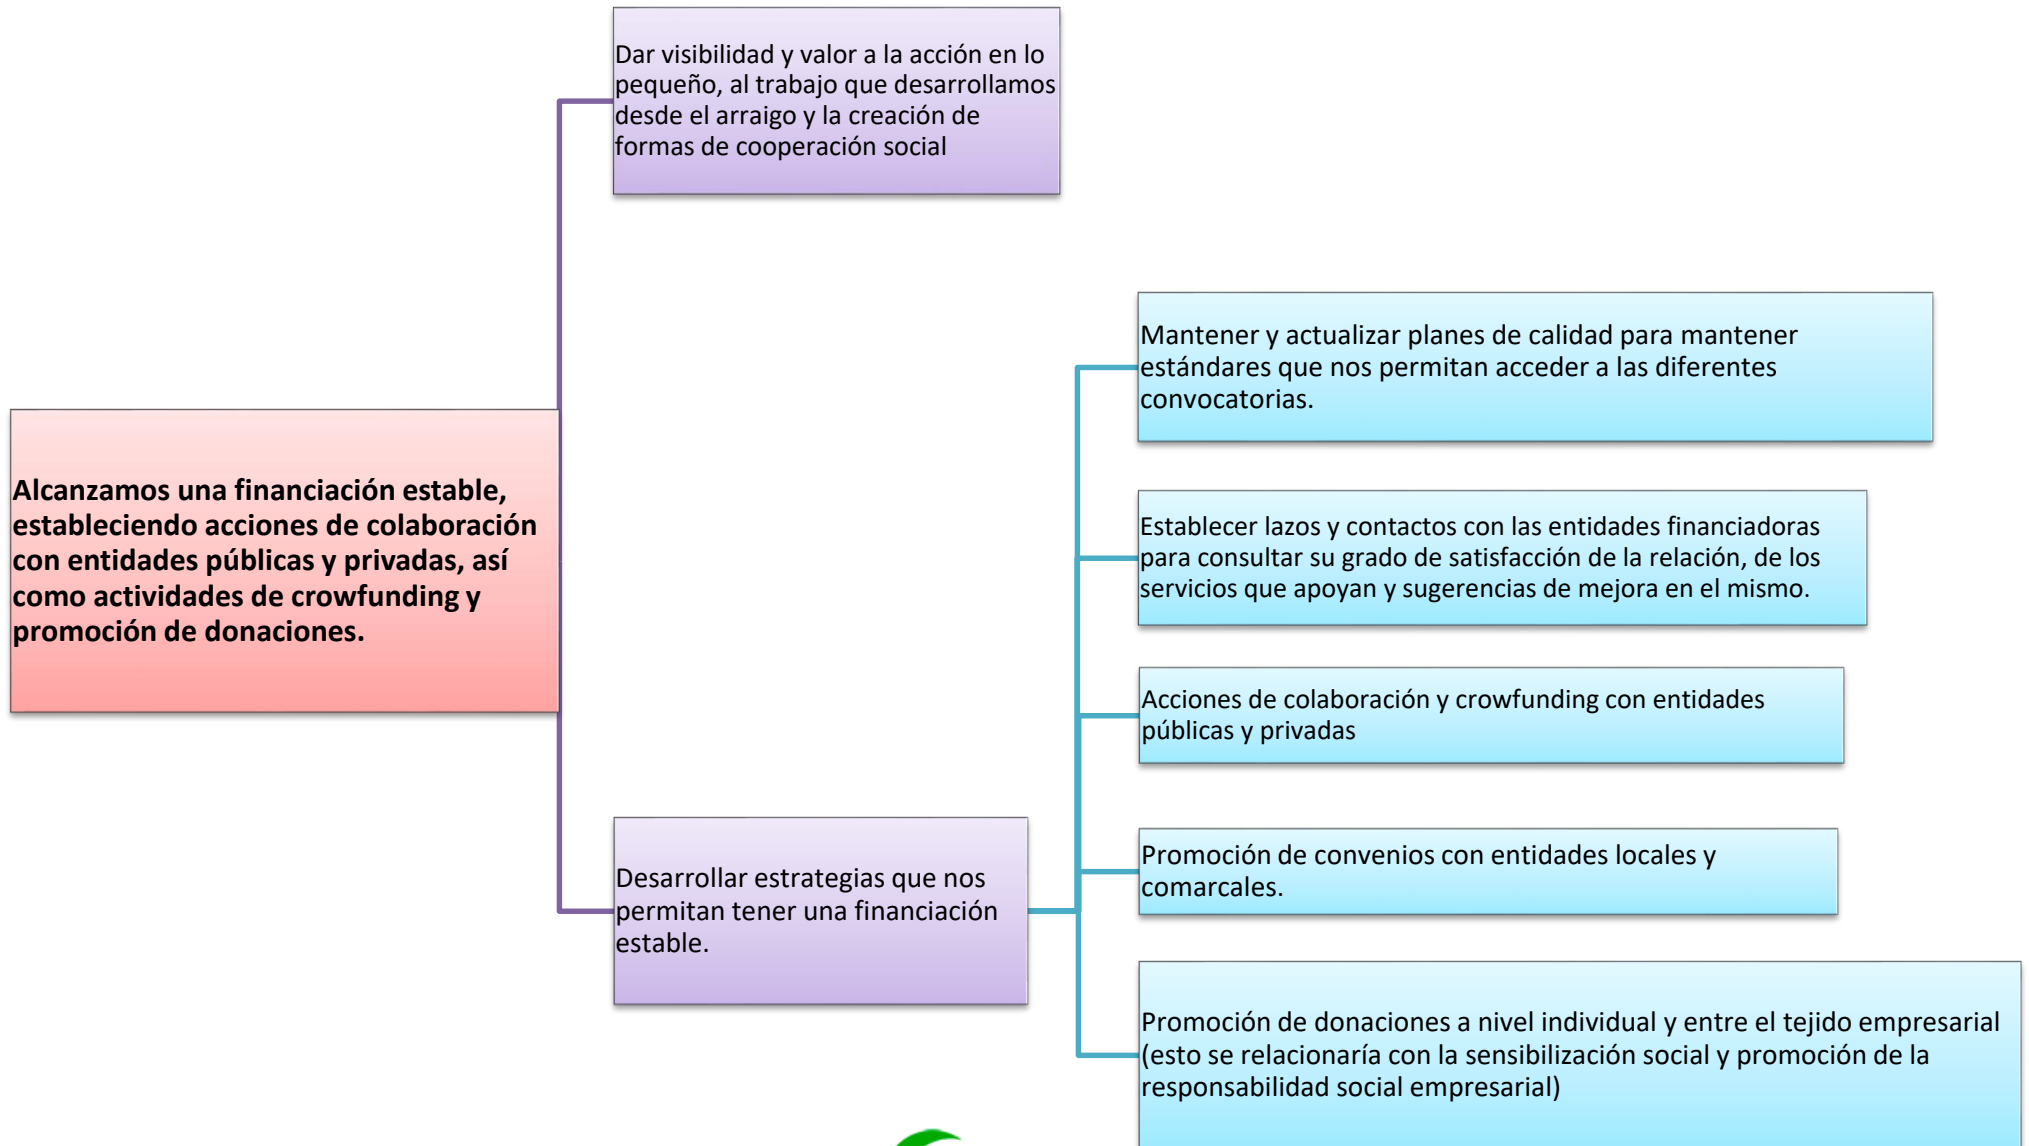 Dar visibilidad y valor a la acción en lo
pequeño, al trabajo que desarrollamos
desde el arraigo y la creación de
formas de cooperación social
Alcanzamos una financiación estable,
estableciendo acciones de colaboración
con entidades públicas y privadas, así
como actividades de crowfunding y
promoción de donaciones.
Desarrollar estrategias que nos
permitan tener una financiación
estable.
Mantener y actualizar planes de calidad para mantener
estándares que nos permitan acceder a las diferentes
convocatorias.
Establecer lazos y contactos con las entidades financiadoras
para consultar su grado de satisfacción de la relación, de los
servicios que apoyan y sugerencias de mejora en el mismo.
Acciones de colaboración y crowfunding con entidades
públicas y privadas
Promoción de convenios con entidades locales y
comarcales.
Promoción de donaciones a nivel individual y entre el tejido empresarial
(esto se relacionaría con la sensibilización social y promoción de la
responsabilidad social empresarial)